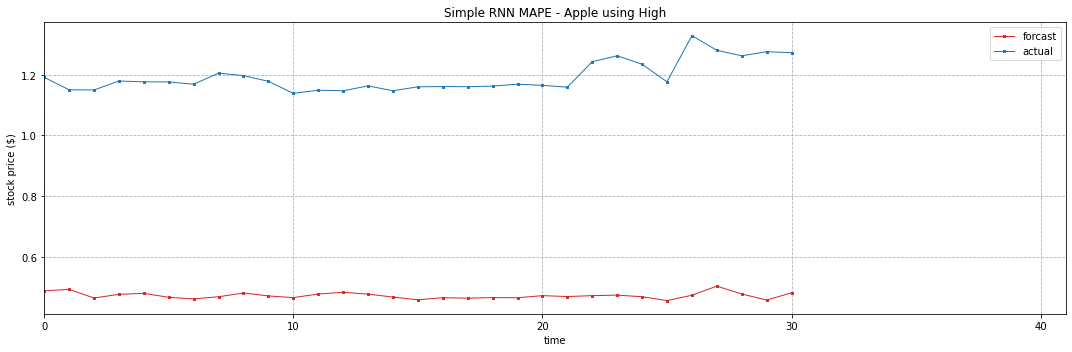 Simple RNN MAPE - Apple using High
forcast
actual
stock price ($)
1.2
1.0
0.8
0.6
0
10
20
30
40
time